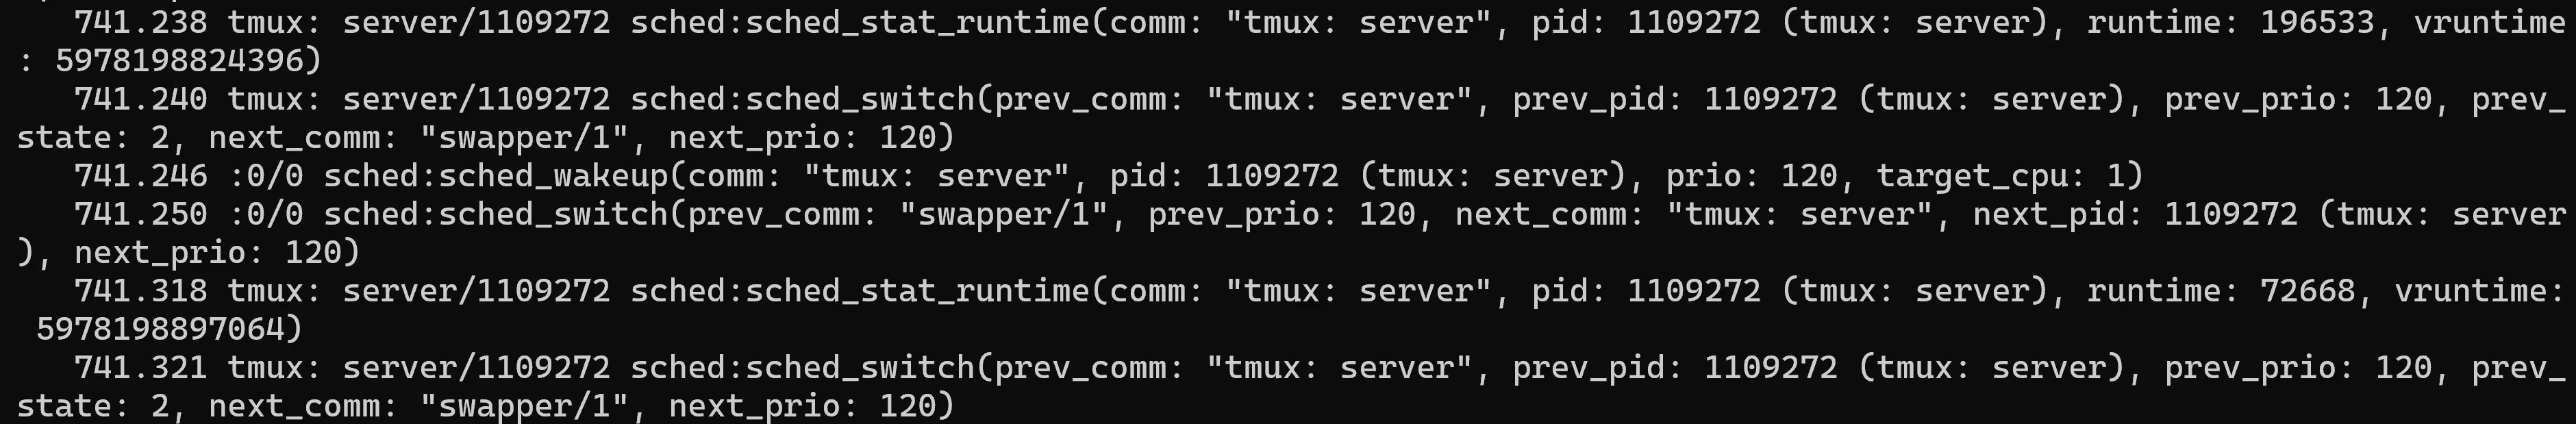 741.238 tmux: server/1109272 sched:sched_stat_runtime(comm: "tmux: server", pid: 1109272 (tmux: server), runtime: 196533, vruntime
: 5978198824396)
741.240 tmux: server/1109272 sched:sched_switch(prev_comm: "tmux: server", prev_pid: 1109272 (tmux: server), prev_prio: 120, prev_
state: 2, next_comm: "swapper/1", next_prio: 120)
741.246 :0/0 sched:sched_wakeup(comm: "tmux: server", pid: 1109272 (tmux: server), prio: 120, target_cpu: 1)
741.250 :0/0 sched:sched_switch(prev_comm: "swapper/1", prev_prio: 120, next_comm: "tmux: server", next_pid: 1109272 (tmux: server
), next_prio: 120)
741.318 tmux: server/1109272 sched:sched_stat_runtime(comm: "tmux: server", pid: 1109272 (tmux: server), runtime: 72668, vruntime:
5978198897064)
741.321 tmux: server/1109272 sched:sched_switch(prev_comm: "tmux: server", prev_pid: 1109272 (tmux: server), prev_prio: 120, prev_
state: 2, next_comm: "swapper/1", next_prio: 120)